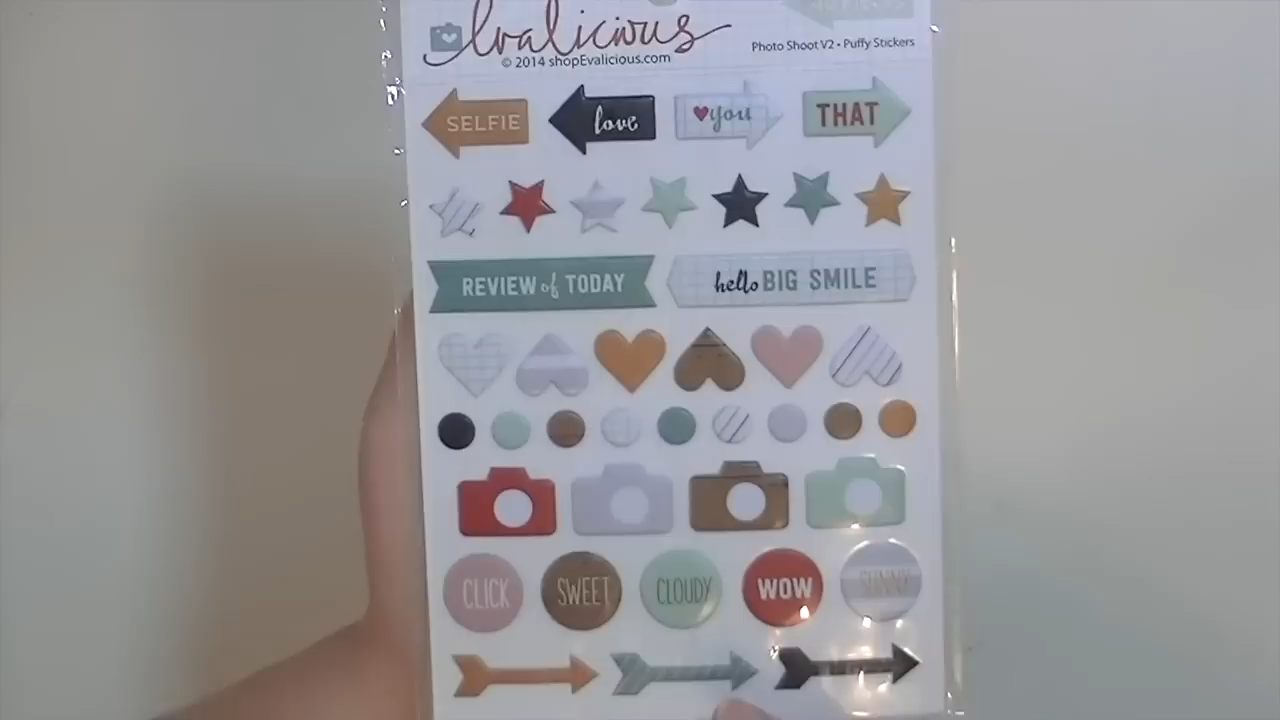 Evalicious
Photo Shoot V2 • Puffy Stickers
© 2014 shopEvalicious.com
SELFIE
love
you
THAT
REVIEW of TODAY
hello BIG SMILE
CLICK
SWEET
CLOUDY
WOW
SUNNY